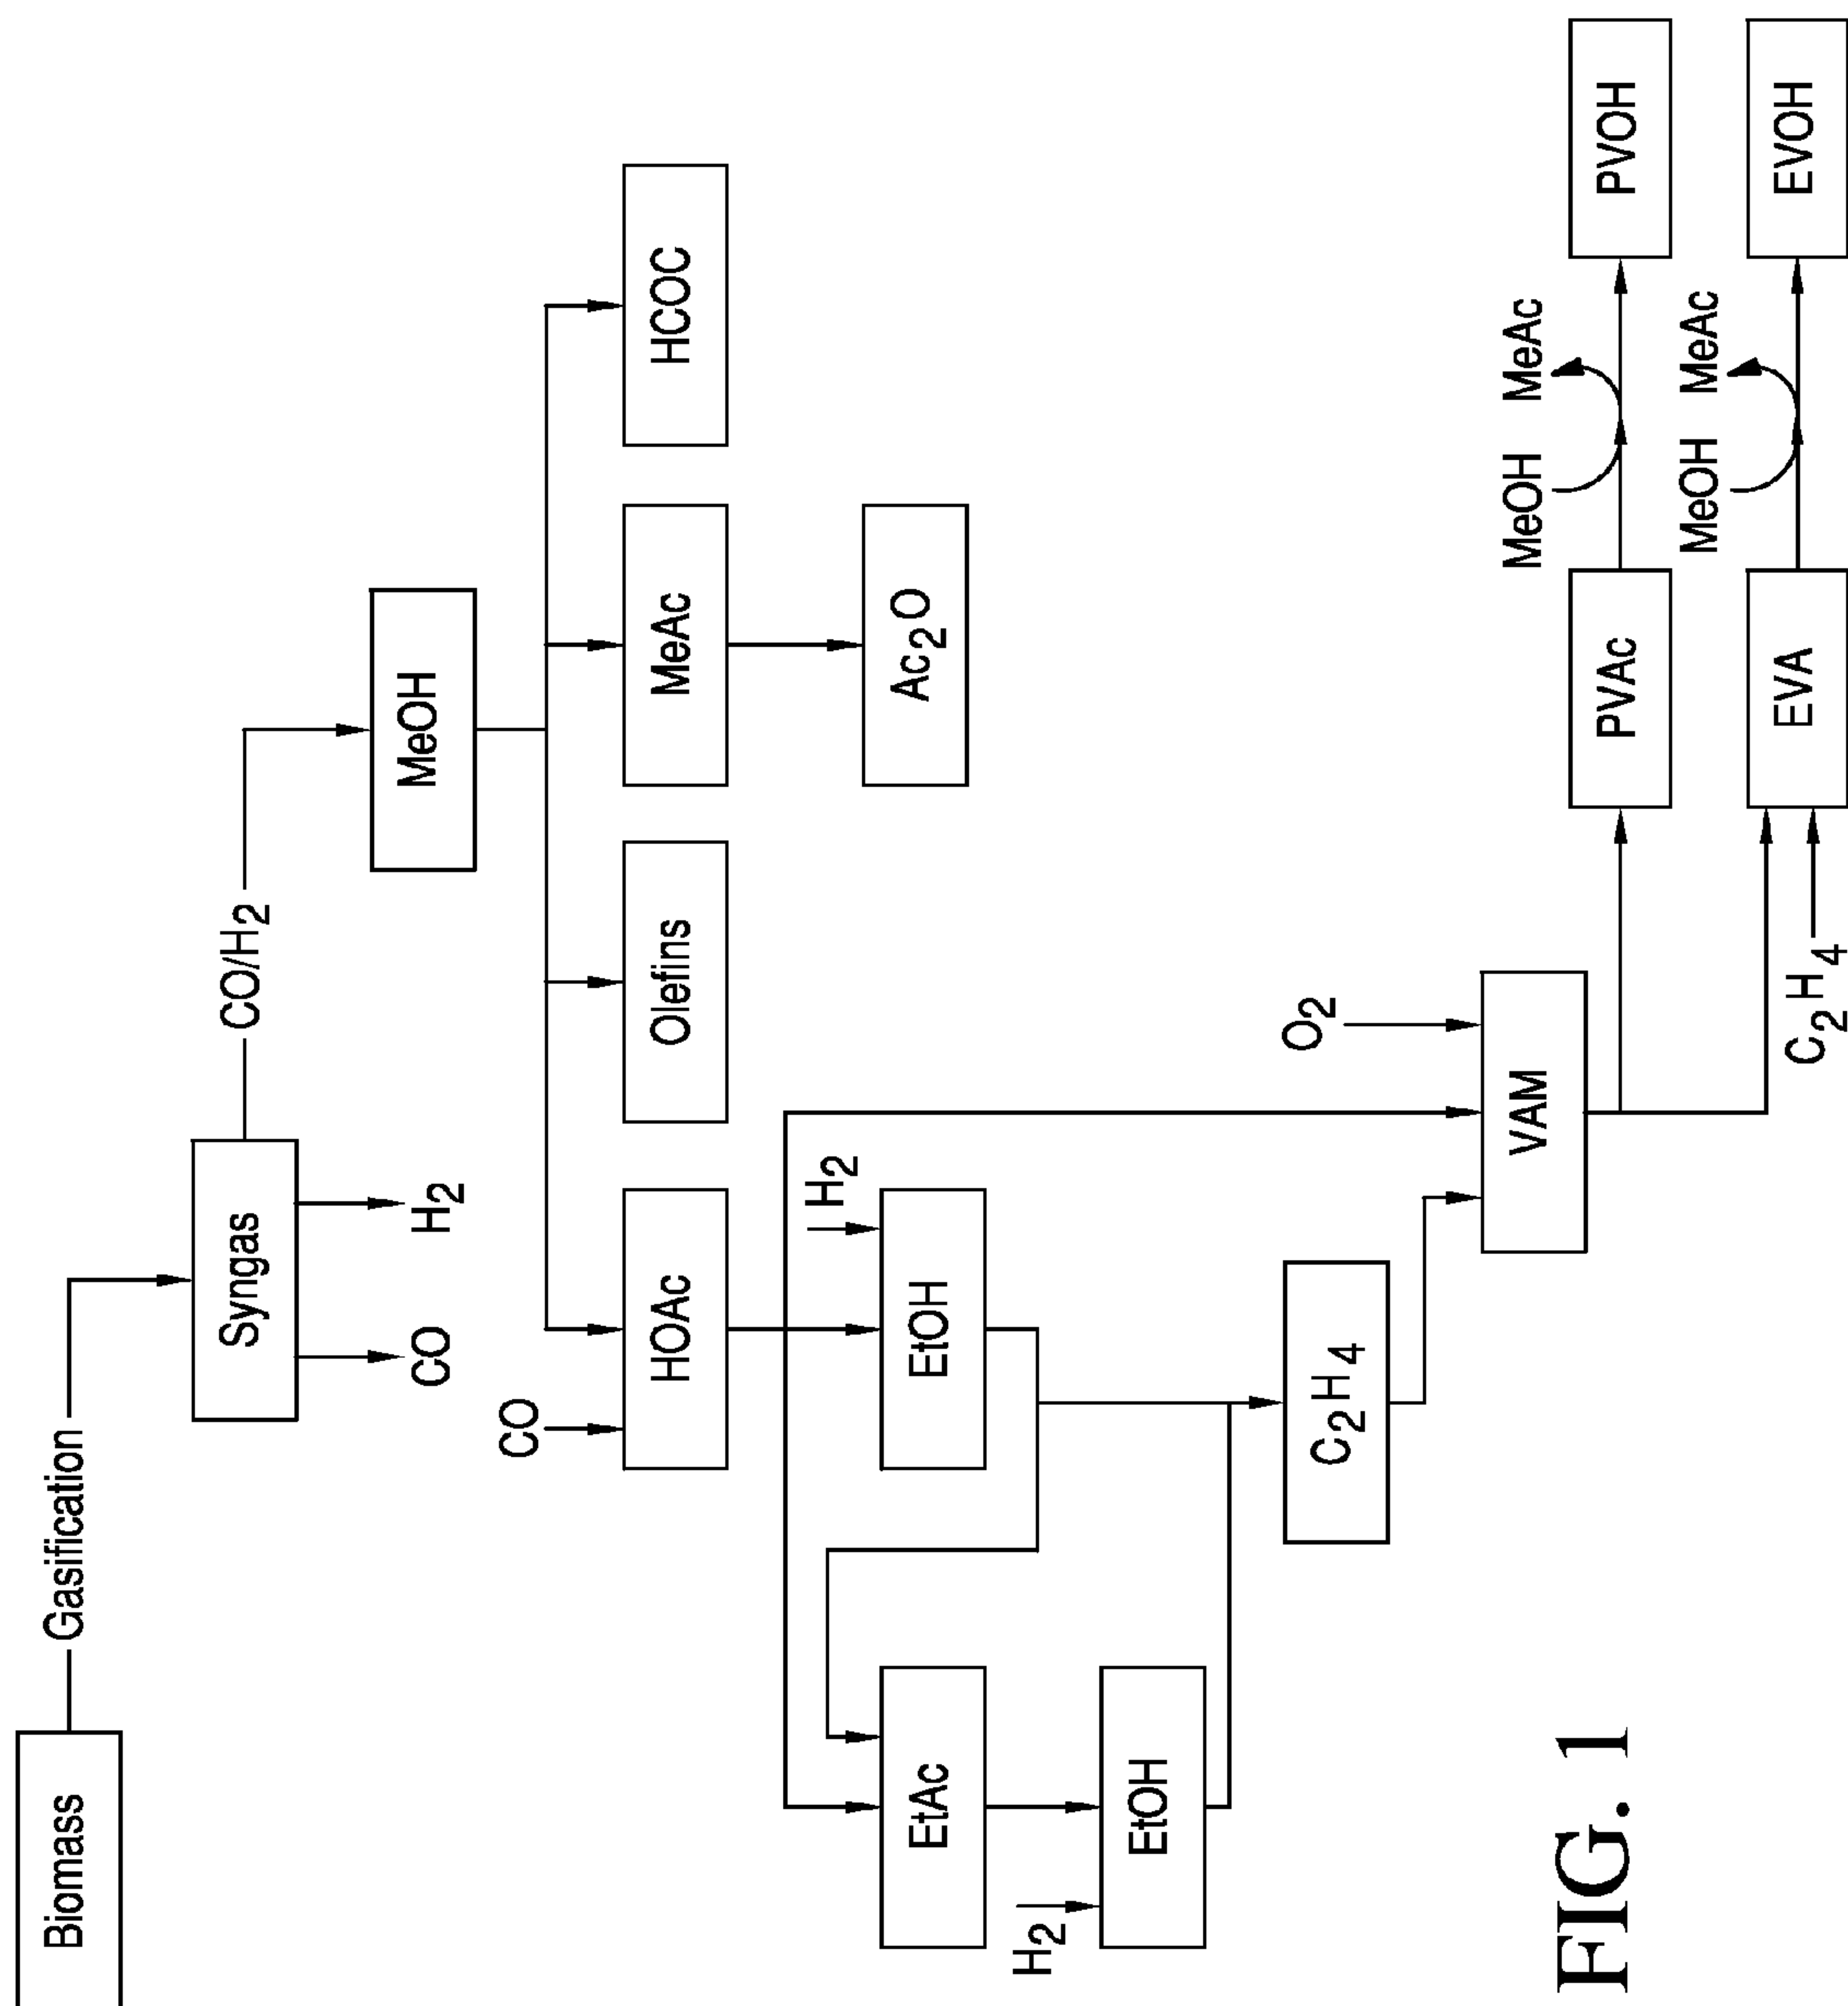 Biomass
Gasification
Syngas
CO/H2
CO
H2
MeOH
CO
HOAc
Olefins
MeAc
HCOC
Ac2O
H2
EtAc
EtOH
H2
EtOH
C2H4
O2
VAM
PVAc
MeOH MeAc
PVOH
C2H4
EVA
MeOH MeAc
EVOH
FIG. 1